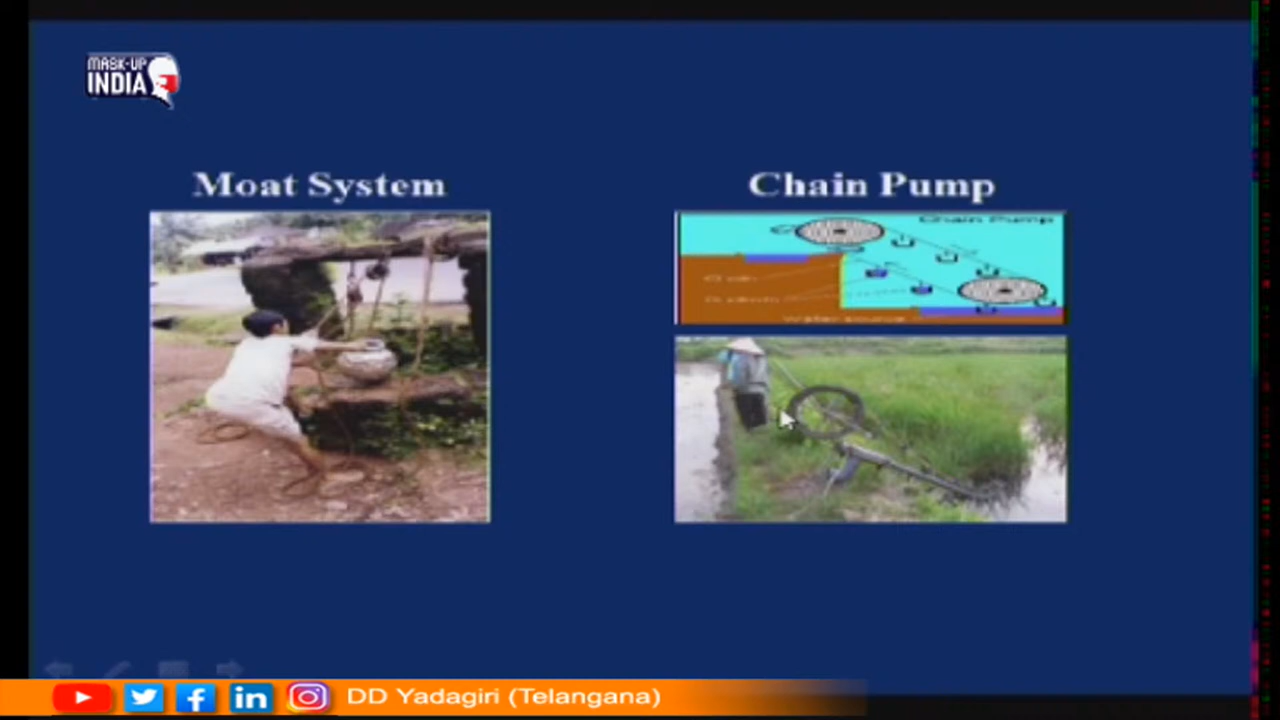 MASK-UP
INDIA
Moat System
Chain Pump
Chain Pump
Water source
DD Yadagiri (Telangana)